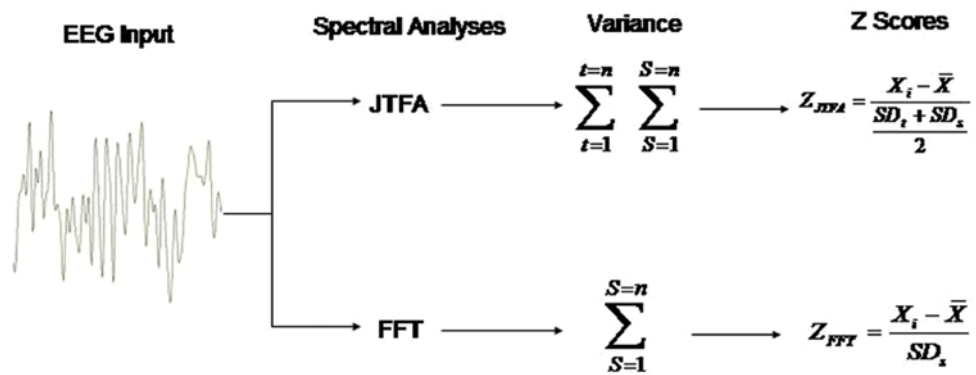 EEG Input Spectral Analyses Variance Z Scores
JTFA
t=n S=n
∑ ∑
t=1 S=1
Z_JTFA = (X_i − X̄) / ((SD_t + SD_s) / 2)
FFT
S=n
∑
S=1
Z_FFT = (X_i − X̄) / SD_s